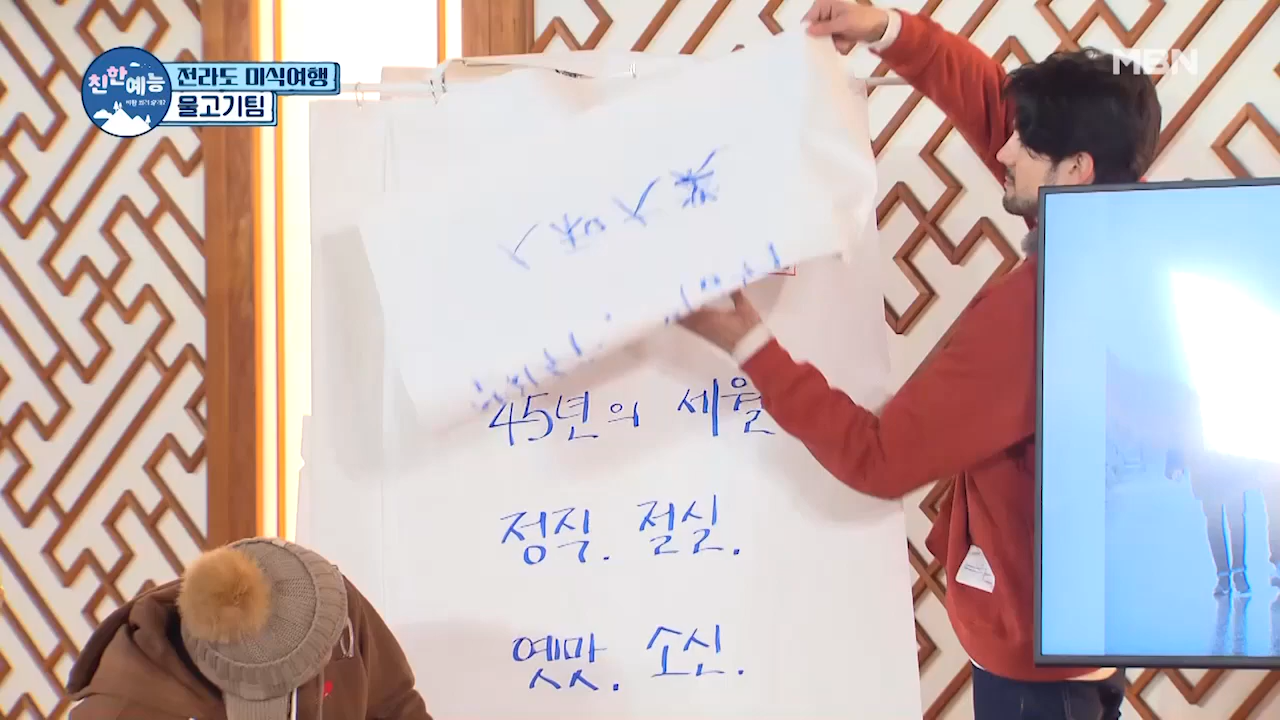 친한예능
전라도 미식여행
물고기팀
MBN
45년의 세월
정직. 절실.
옛맛. 소신.